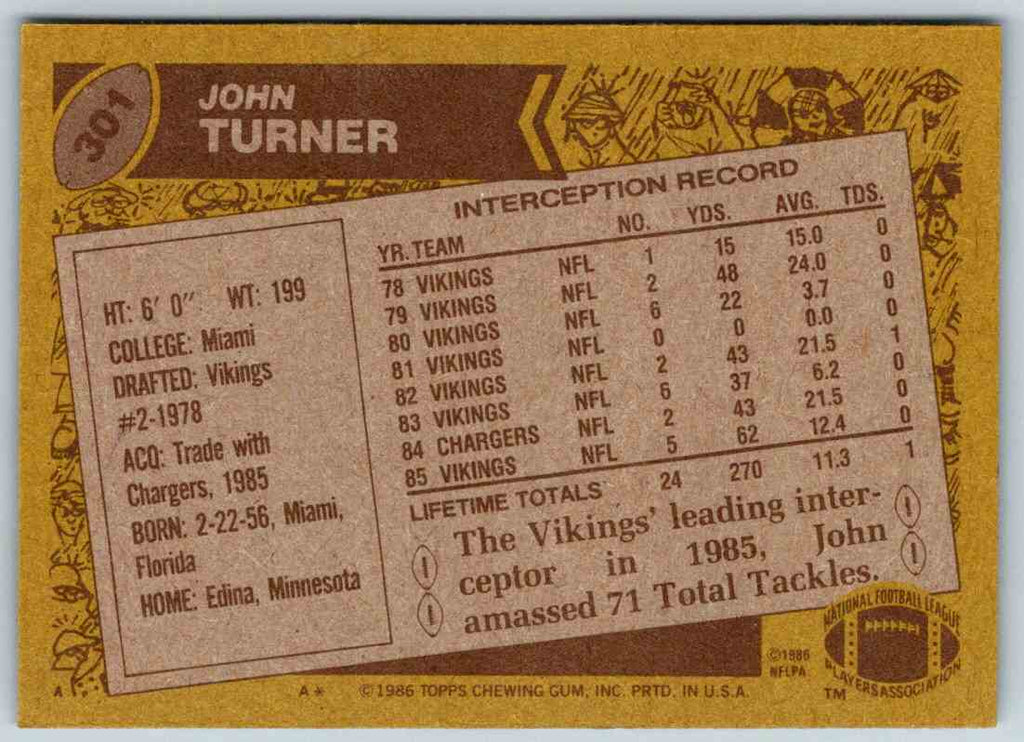 301
JOHN
TURNER
HT: 6' 0" WT: 199
COLLEGE: Miami
DRAFTED: Vikings
#2-1978
ACQ: Trade with
Chargers, 1985
BORN: 2-22-56, Miami,
Florida
HOME: Edina, Minnesota
INTERCEPTION RECORD
YR. TEAM NO. YDS. AVG. TDS.
78 VIKINGS NFL 1 15 15.0 0
79 VIKINGS NFL 2 48 24.0 0
80 VIKINGS NFL 6 22 3.7 0
81 VIKINGS NFL 0 0 0.0 0
82 VIKINGS NFL 2 43 21.5 1
83 VIKINGS NFL 6 37 6.2 0
84 CHARGERS NFL 2 43 21.5 0
85 VIKINGS NFL 5 62 12.4 0
LIFETIME TOTALS 24 270 11.3 1
The Vikings' leading inter-
ceptor in 1985, John
amassed 71 Total Tackles.
NATIONAL FOOTBALL LEAGUE
PLAYERS ASSOCIATION
TM
©1986
NFLPA
A
A* ©1986 TOPPS CHEWING GUM, INC. PRTD. IN U.S.A.